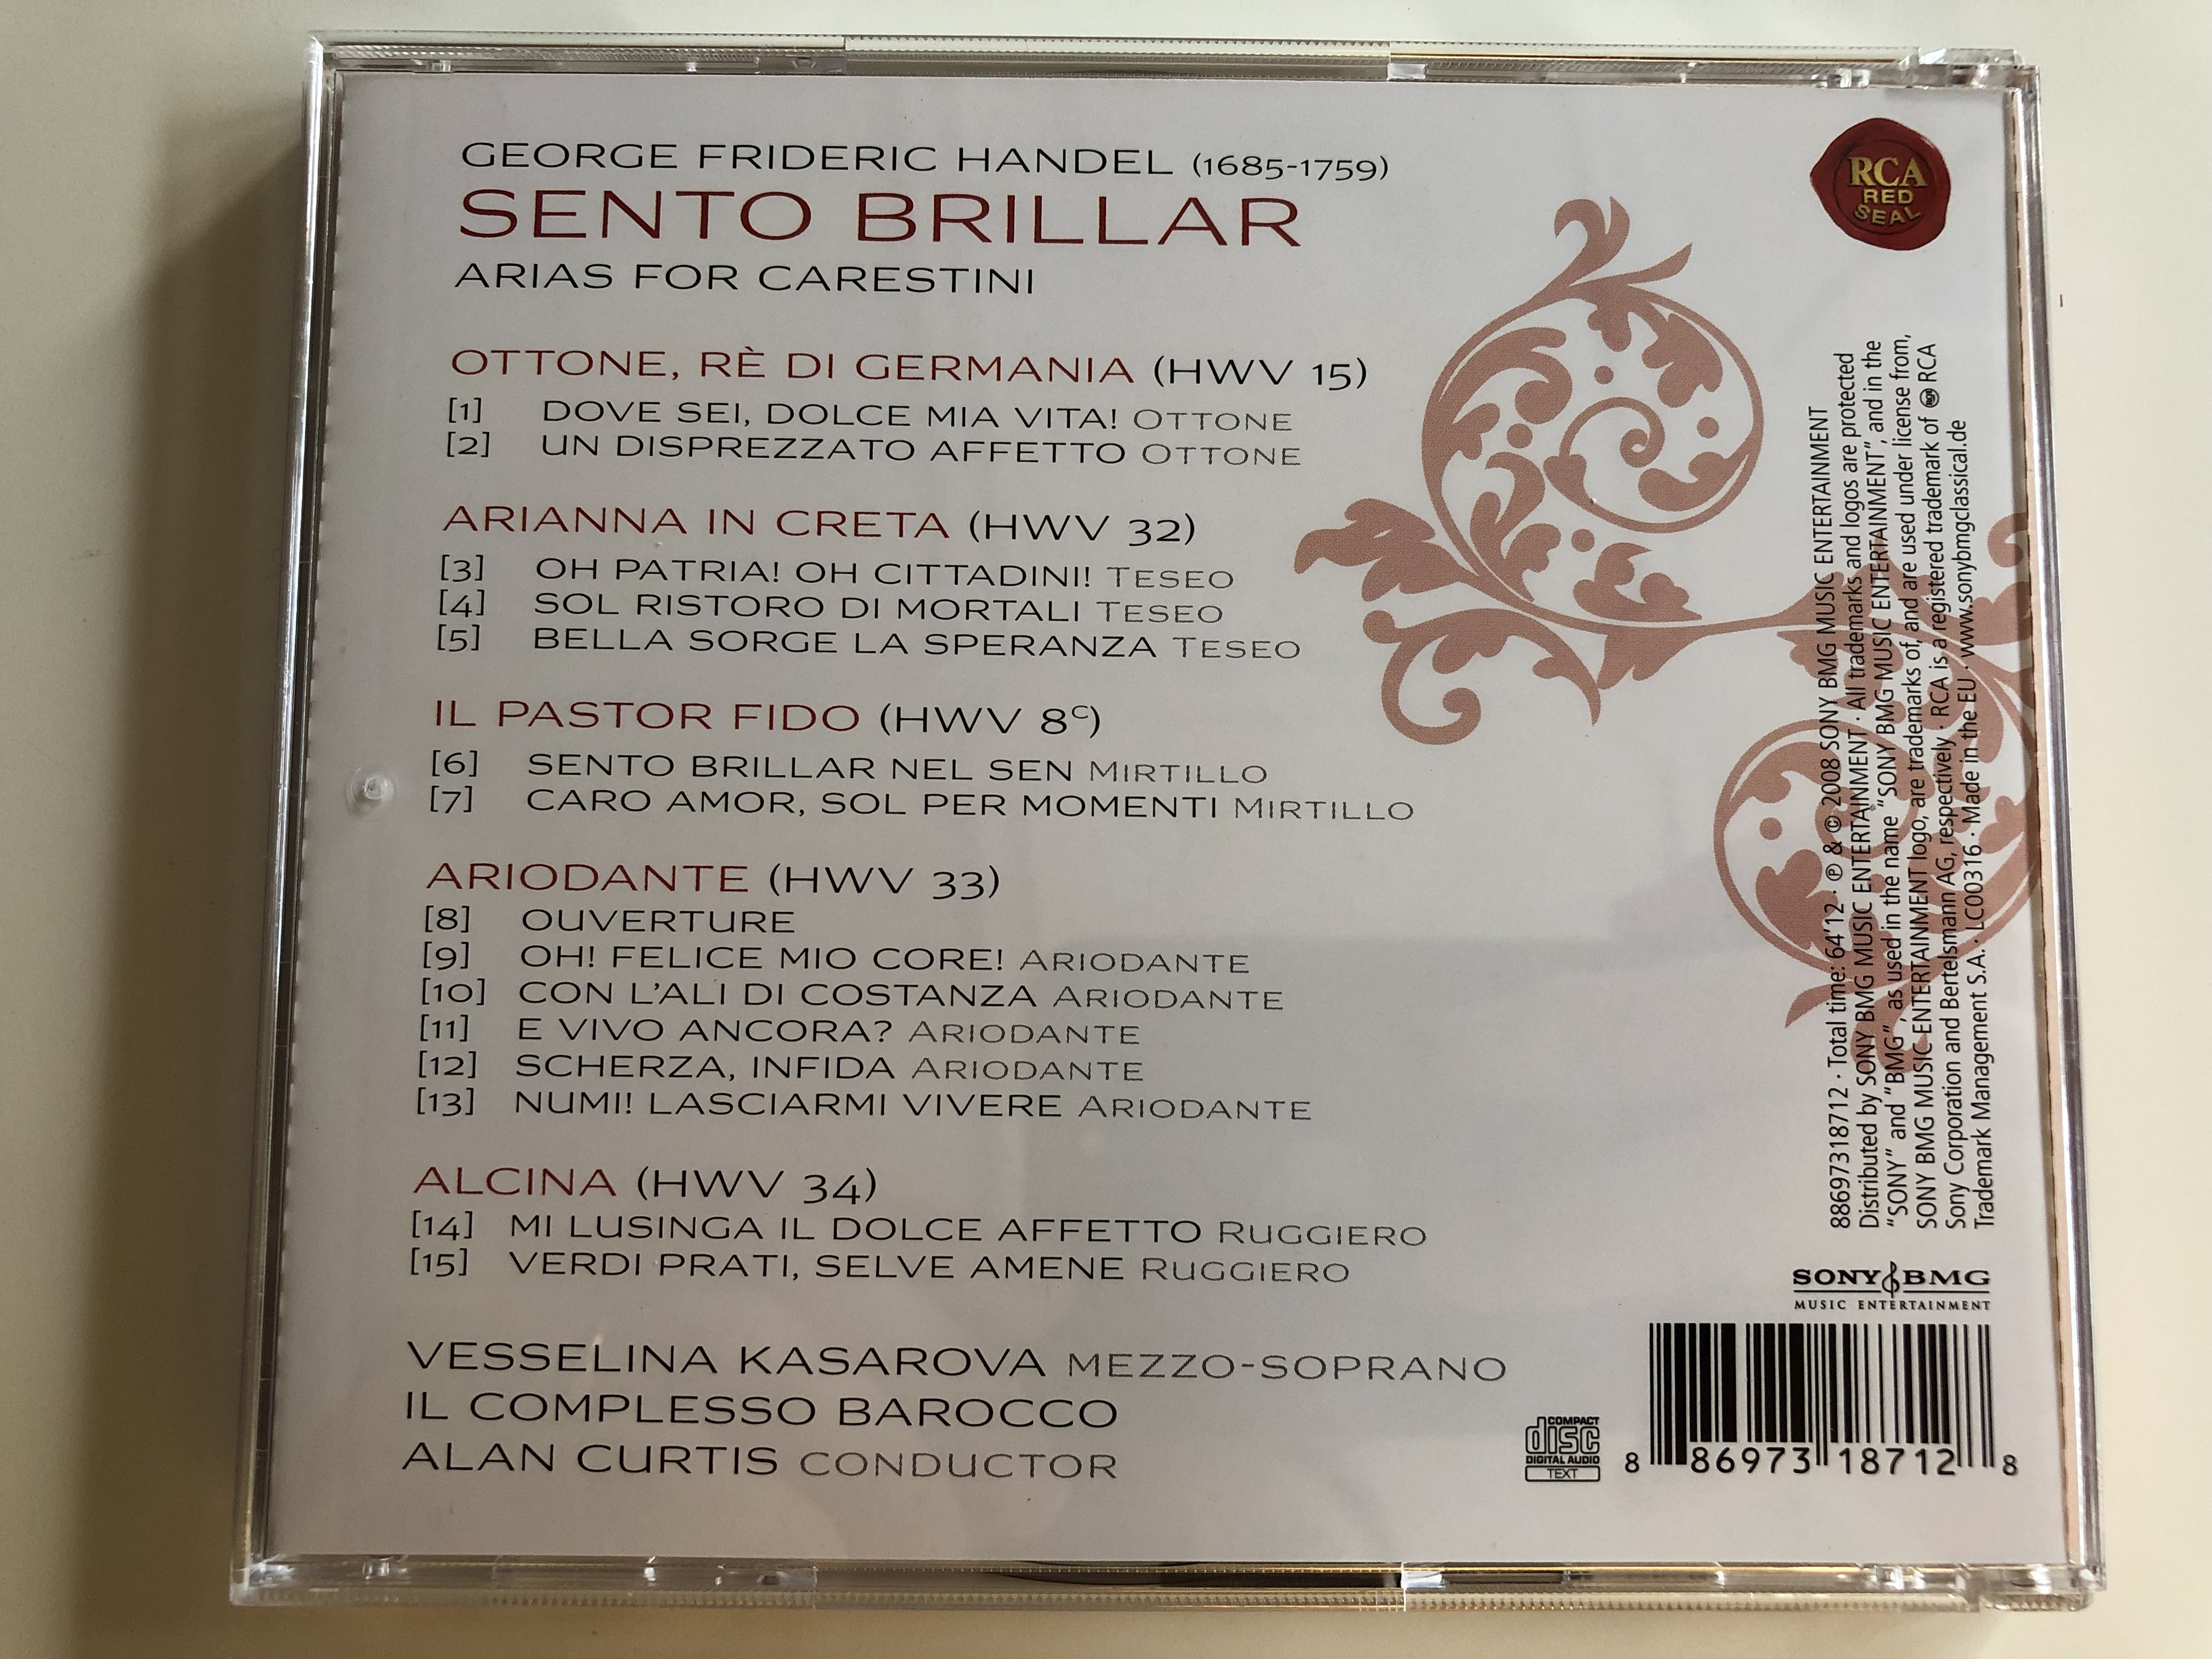 GEORGE FRIDERIC HANDEL (1685-1759)
SENTO BRILLAR
ARIAS FOR CARESTINI
OTTONE, RÈ DI GERMANIA (HWV 15)
[1] DOVE SEI, DOLCE MIA VITA! OTTONE
[2] UN DISPREZZATO AFFETTO OTTONE
ARIANNA IN CRETA (HWV 32)
[3] OH PATRIA! OH CITTADINI! TESEO
[4] SOL RISTORO DI MORTALI TESEO
[5] BELLA SORGE LA SPERANZA TESEO
IL PASTOR FIDO (HWV 8c)
[6] SENTO BRILLAR NEL SEN MIRTILLO
[7] CARO AMOR, SOL PER MOMENTI MIRTILLO
ARIODANTE (HWV 33)
[8] OUVERTURE
[9] OH! FELICE MIO CORE! ARIODANTE
[10] CON L'ALI DI COSTANZA ARIODANTE
[11] E VIVO ANCORA? ARIODANTE
[12] SCHERZA, INFIDA ARIODANTE
[13] NUMI! LASCIARMI VIVERE ARIODANTE
ALCINA (HWV 34)
[14] MI LUSINGA IL DOLCE AFFETTO RUGGIERO
[15] VERDI PRATI, SELVE AMENE RUGGIERO
VESSELINA KASAROVA MEZZO-SOPRANO
IL COMPLESSO BAROCCO
ALAN CURTIS CONDUCTOR
RCA
RED
SEAL
88697318712 · Total time: 64'12 · ℗ & © 2008 SONY BMG MUSIC ENTERTAINMENT
Distributed by SONY BMG MUSIC ENTERTAINMENT · All trademarks and logos are protected
"SONY" and "BMG", as used in the name "SONY BMG MUSIC ENTERTAINMENT", and in the
SONY BMG MUSIC ENTERTAINMENT logo, are trademarks of, and are used under license from,
Sony Corporation and Bertelsmann AG, respectively · RCA is a registered trademark of RCA
Trademark Management S.A. · LC00316 · Made in the EU · www.sonybmgclassical.de
SONY BMG
MUSIC ENTERTAINMENT
COMPACT
disc
DIGITAL AUDIO
TEXT
8 86973 18712 8